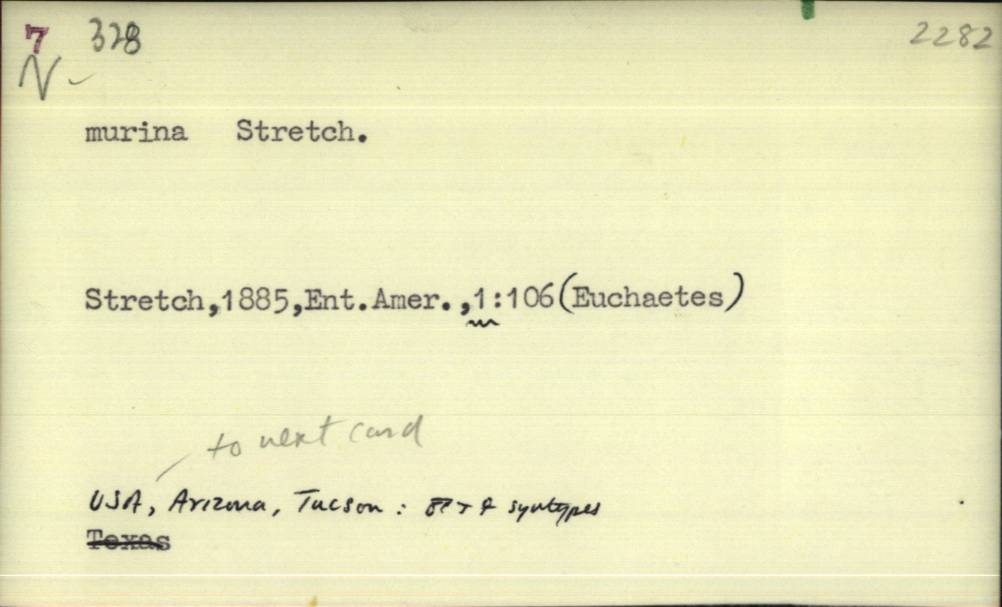 7 328 2282
N -
murina Stretch.
Stretch,1885,Ent.Amer.,1:106(Euchaetes)
to next card
USA, Arizona, Tucson : syntypes
Texas